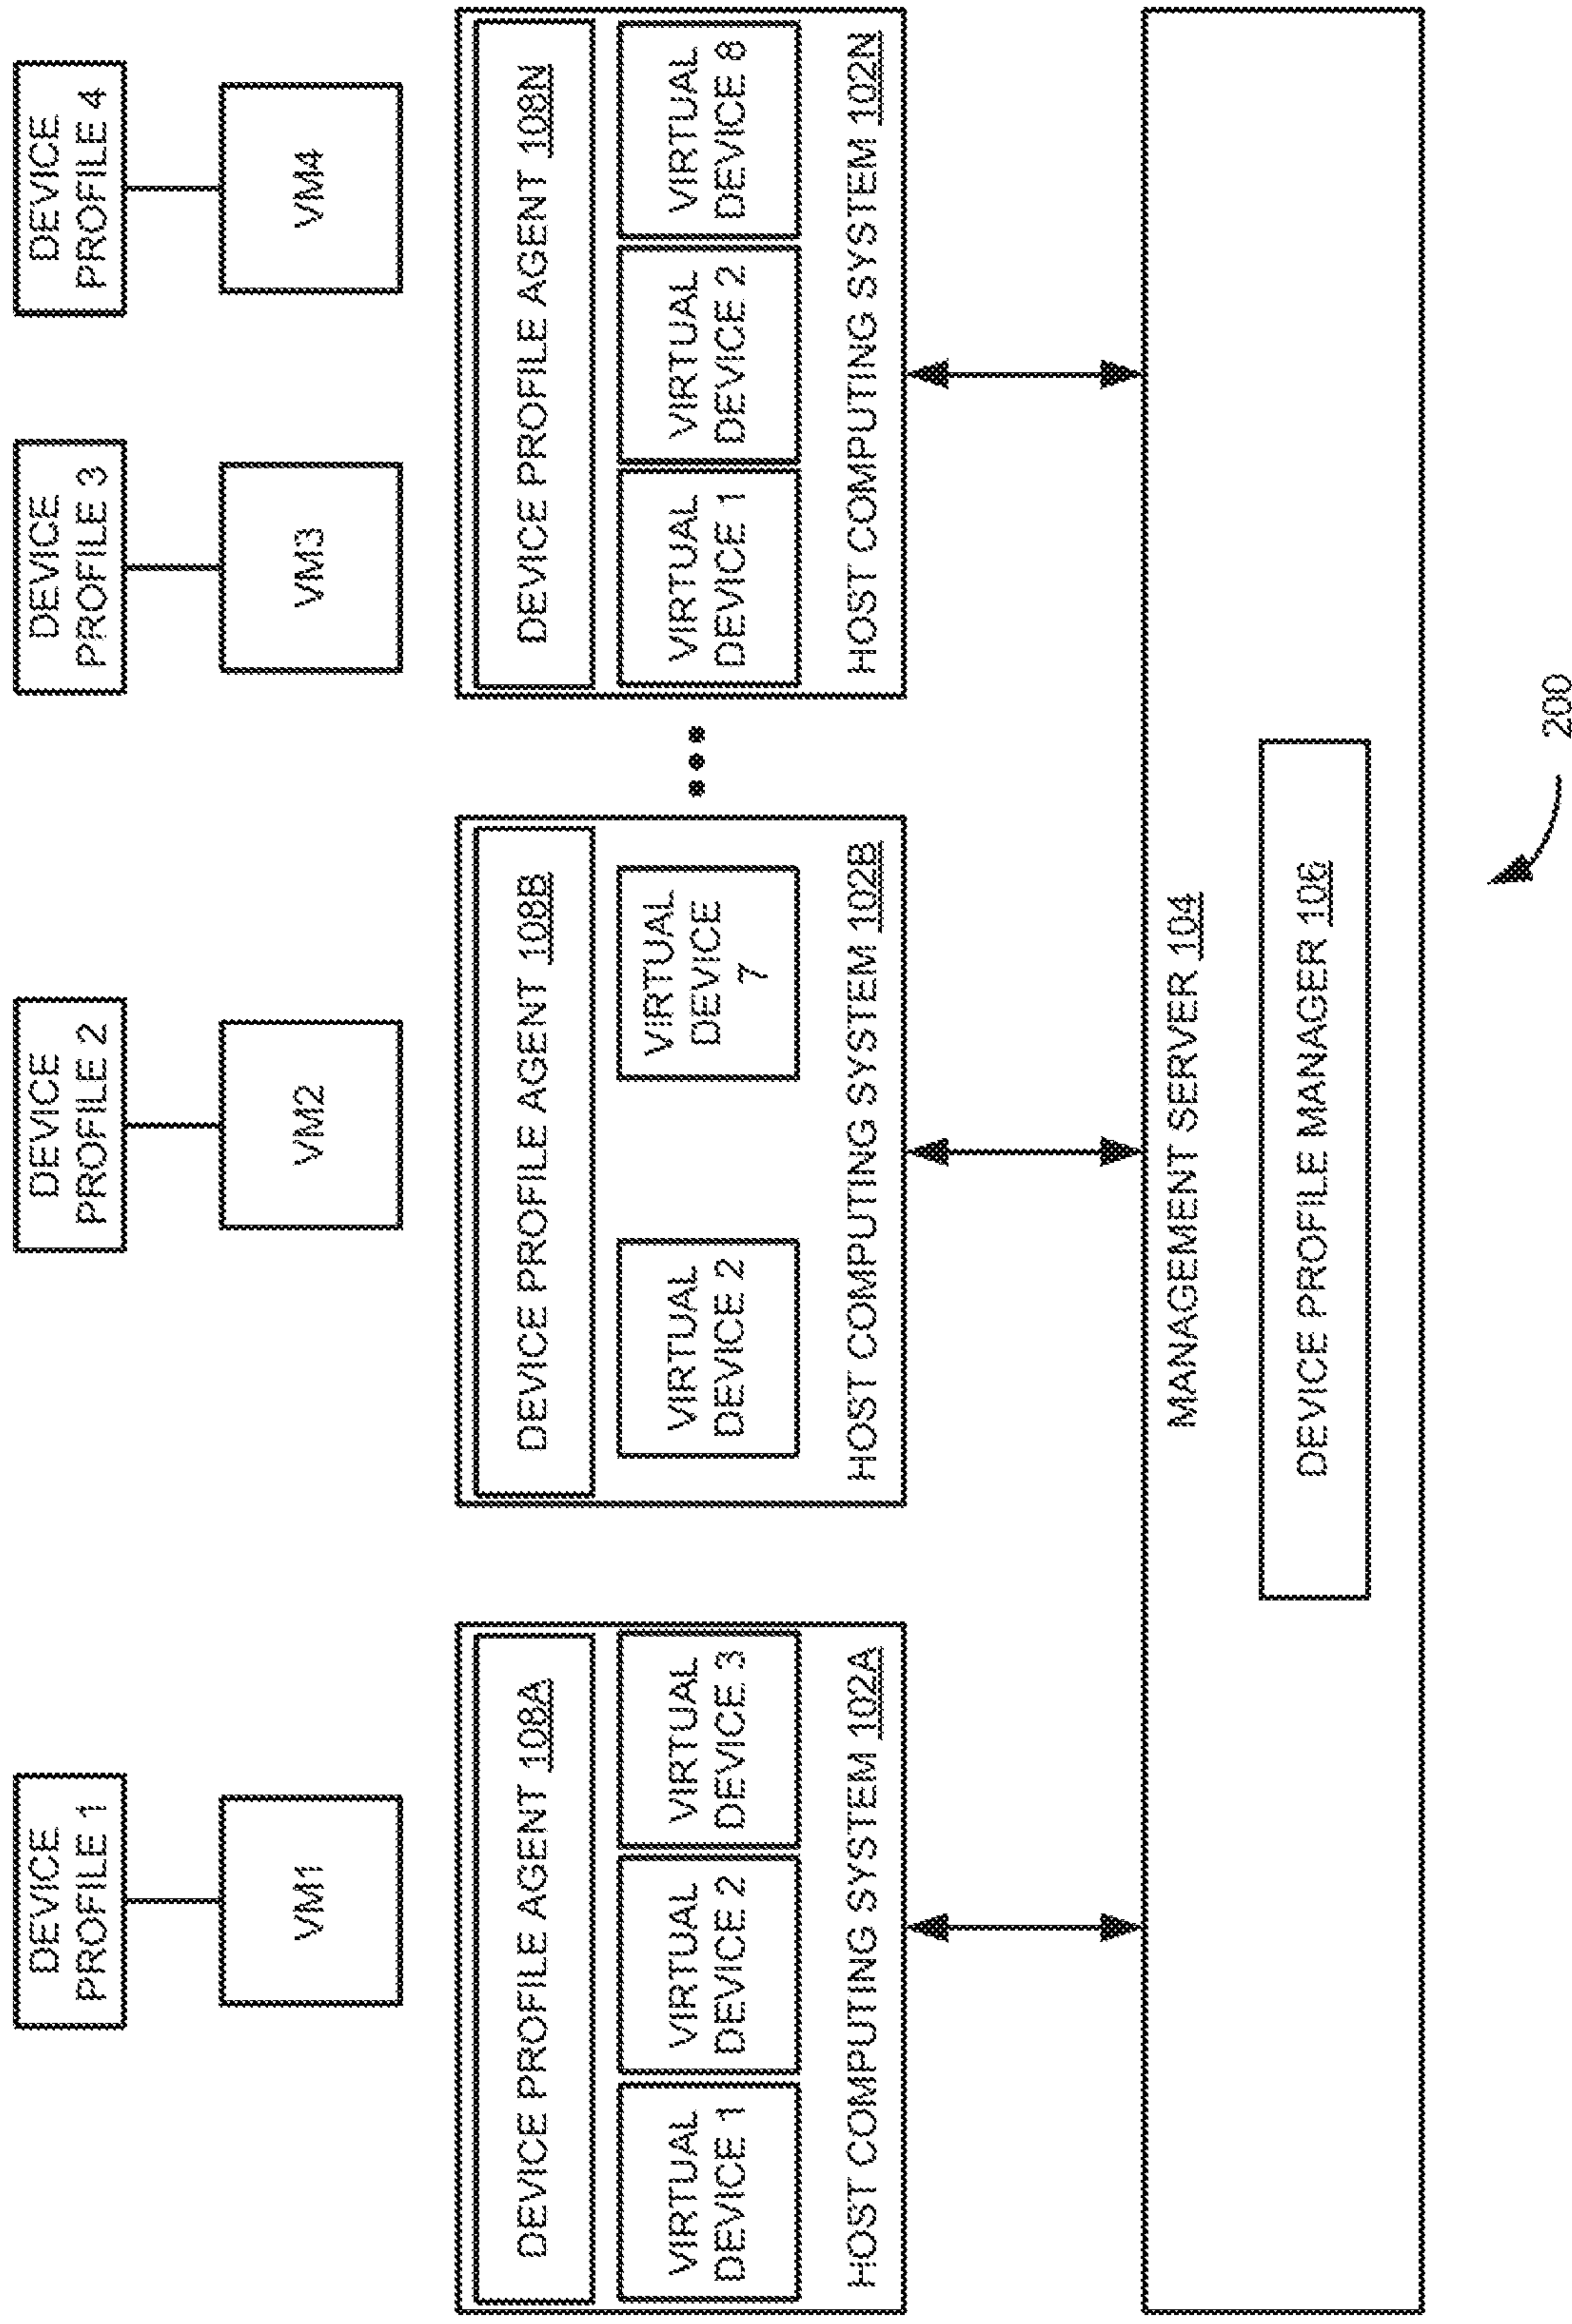 DEVICE
PROFILE 1
DEVICE
PROFILE 2
DEVICE
PROFILE 3
DEVICE
PROFILE 4
VM1
VM2
VM3
VM4
DEVICE PROFILE AGENT 108A
VIRTUAL
DEVICE 1
VIRTUAL
DEVICE 2
VIRTUAL
DEVICE 3
HOST COMPUTING SYSTEM 102A
DEVICE PROFILE AGENT 108B
VIRTUAL
DEVICE 2
VIRTUAL
DEVICE
7
HOST COMPUTING SYSTEM 102B
DEVICE PROFILE AGENT 108N
VIRTUAL
DEVICE 1
VIRTUAL
DEVICE 2
VIRTUAL
DEVICE 8
HOST COMPUTING SYSTEM 102N
MANAGEMENT SERVER 104
DEVICE PROFILE MANAGER 106
200